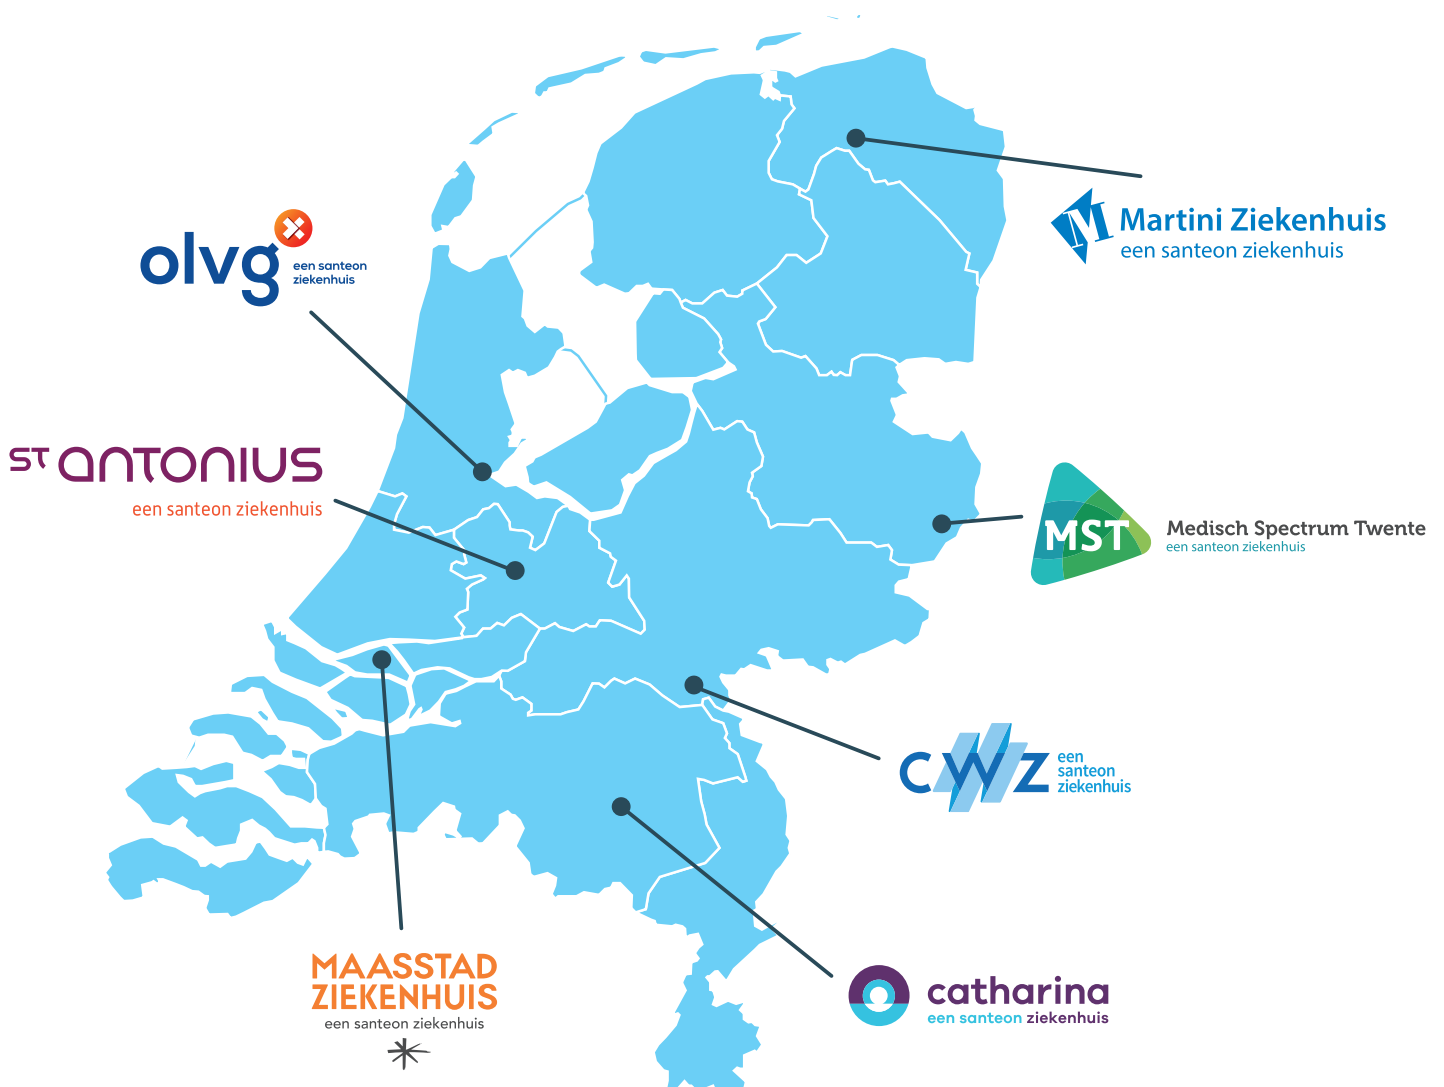 Martini Ziekenhuis
een santeon ziekenhuis
olvg
een santeon
ziekenhuis
ST ANTONIUS
een santeon ziekenhuis
MST
Medisch Spectrum Twente
een santeon ziekenhuis
CWZ
een
santeon
ziekenhuis
MAASSTAD
ZIEKENHUIS
een santeon ziekenhuis
catharina
een santeon ziekenhuis